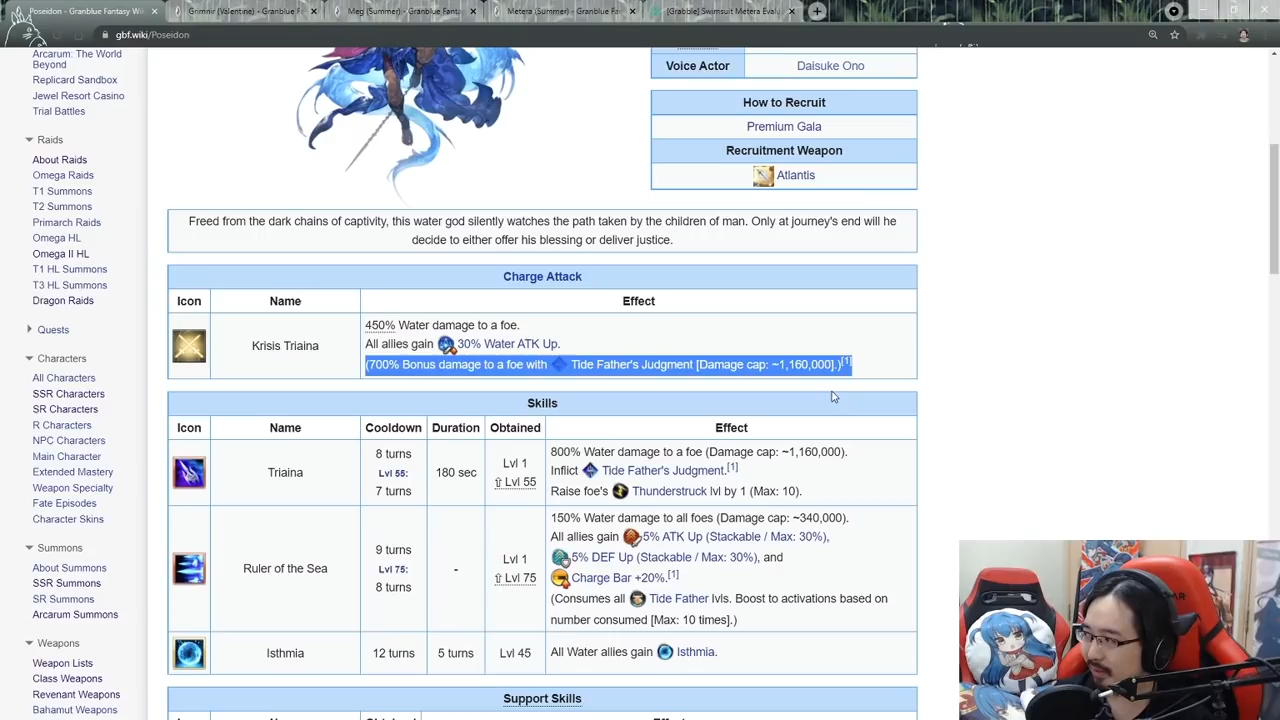 Poseidon - Granblue Fantasy Wi
Grimnir (Valentine) - Granblue F
Meg (Summer) - Granblue Fanta
Metera (Summer) - Granblue Fan
[Grabble] Swimsuit Metera Evalua
gbf.wiki/Poseidon
Arcarum: The World
Beyond
Replicard Sandbox
Jewel Resort Casino
Trial Battles
Raids
About Raids
Omega Raids
T1 Summons
T2 Summons
Primarch Raids
Omega HL
Omega II HL
T1 HL Summons
T3 HL Summons
Dragon Raids
Quests
Characters
All Characters
SSR Characters
SR Characters
R Characters
NPC Characters
Main Character
Extended Mastery
Weapon Specialty
Fate Episodes
Character Skins
Summons
About Summons
SSR Summons
SR Summons
Arcarum Summons
Weapons
Weapon Lists
Class Weapons
Revenant Weapons
Bahamut Weapons
Voice Actor
Daisuke Ono
How to Recruit
Premium Gala
Recruitment Weapon
Atlantis
Freed from the dark chains of captivity, this water god silently watches the path taken by the children of man. Only at journey's end will he
decide to either offer his blessing or deliver justice.
Charge Attack
Icon Name Effect
Krisis Triaina
450% Water damage to a foe.
All allies gain 30% Water ATK Up.
(700% Bonus damage to a foe with Tide Father's Judgment [Damage cap: ~1,160,000].)[1]
Skills
Icon Name Cooldown Duration Obtained Effect
Triaina
8 turns
Lvl 55:
7 turns
180 sec
Lvl 1
⇧ Lvl 55
800% Water damage to a foe (Damage cap: ~1,160,000).
Inflict Tide Father's Judgment.[1]
Raise foe's Thunderstruck lvl by 1 (Max: 10).
Ruler of the Sea
9 turns
Lvl 75:
8 turns
-
Lvl 1
⇧ Lvl 75
150% Water damage to all foes (Damage cap: ~340,000).
All allies gain 5% ATK Up (Stackable / Max: 30%),
5% DEF Up (Stackable / Max: 30%), and
Charge Bar +20%.[1]
(Consumes all Tide Father lvls. Boost to activations based on
number consumed [Max: 10 times].)
Isthmia
12 turns
5 turns
Lvl 45
All Water allies gain Isthmia.
Support Skills